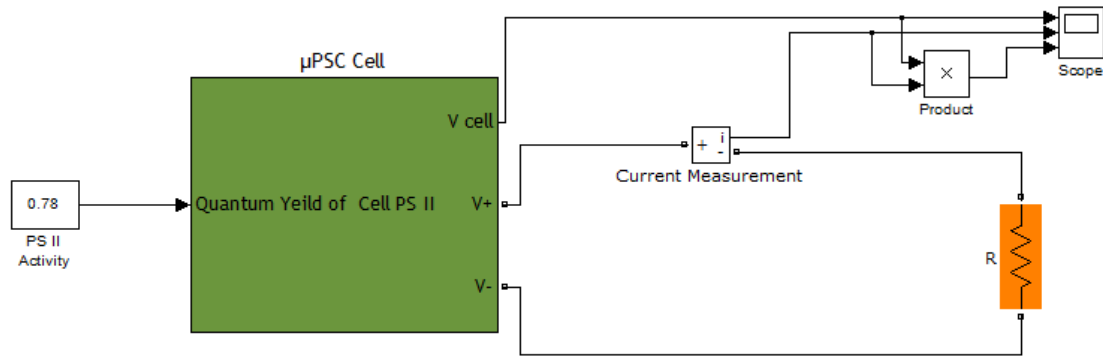 µPSC Cell
V cell
Quantum Yeild of Cell PS II
V+
V-
0.78
PS II
Activity
+
i
-
Current Measurement
×
Product
Scope
R